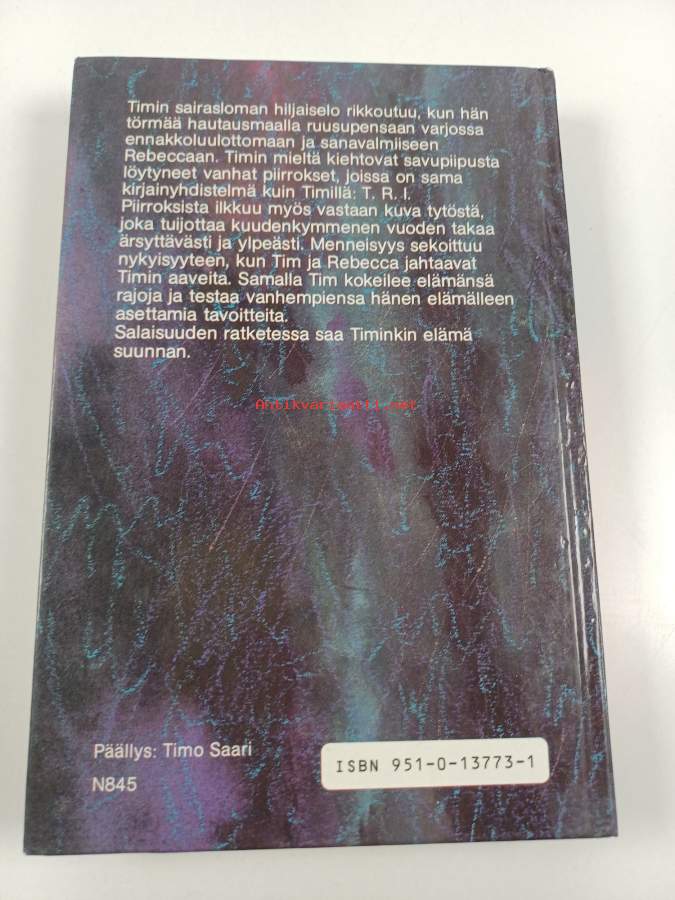 Timin sairasloman hiljaiselo rikkoutuu, kun hän
törmää hautausmaalla ruusupensaan varjossa
ennakkoluulottomaan ja sanavalmiiseen
Rebeccaan. Timin mieltä kiehtovat savupiipusta
löytyneet vanhat piirrokset, joissa on sama
kirjainyhdistelmä kuin Timillä: T. R. I.
Piirroksista ilkkuu myös vastaan kuva tytöstä,
joka tuijottaa kuudenkymmenen vuoden takaa
ärsyttävästi ja ylpeästi. Menneisyys sekoittuu
nykyisyyteen, kun Tim ja Rebecca jahtaavat
Timin aaveita. Samalla Tim kokeilee elämänsä
rajoja ja testaa vanhempiensa hänen elämälleen
asettamia tavoitteita.
Salaisuuden ratketessa saa Timinkin elämä
suunnan.
Antikvariaatti.net
Päällys: Timo Saari
ISBN 951-0-13773-1
N845